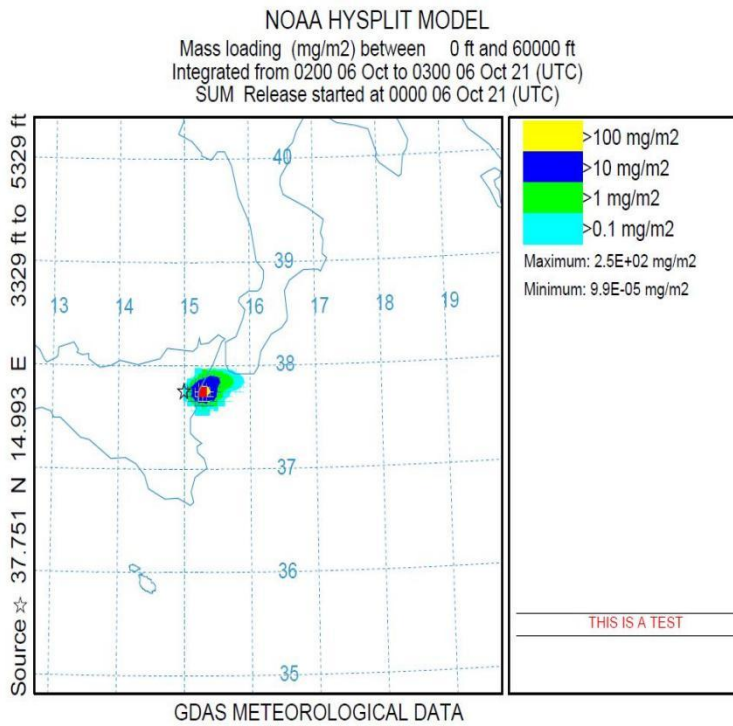 NOAA HYSPLIT MODEL
Mass loading (mg/m2) between 0 ft and 60000 ft
Integrated from 0200 06 Oct to 0300 06 Oct 21 (UTC)
SUM Release started at 0000 06 Oct 21 (UTC)
Source ☆ 37.751 N 14.993 E 3329 ft to 5329 ft
40
39
13 14 15 16 17 18 19
38
37
36
35
>100 mg/m2
>10 mg/m2
>1 mg/m2
>0.1 mg/m2
Maximum: 2.5E+02 mg/m2
Minimum: 9.9E-05 mg/m2
THIS IS A TEST
GDAS METEOROLOGICAL DATA